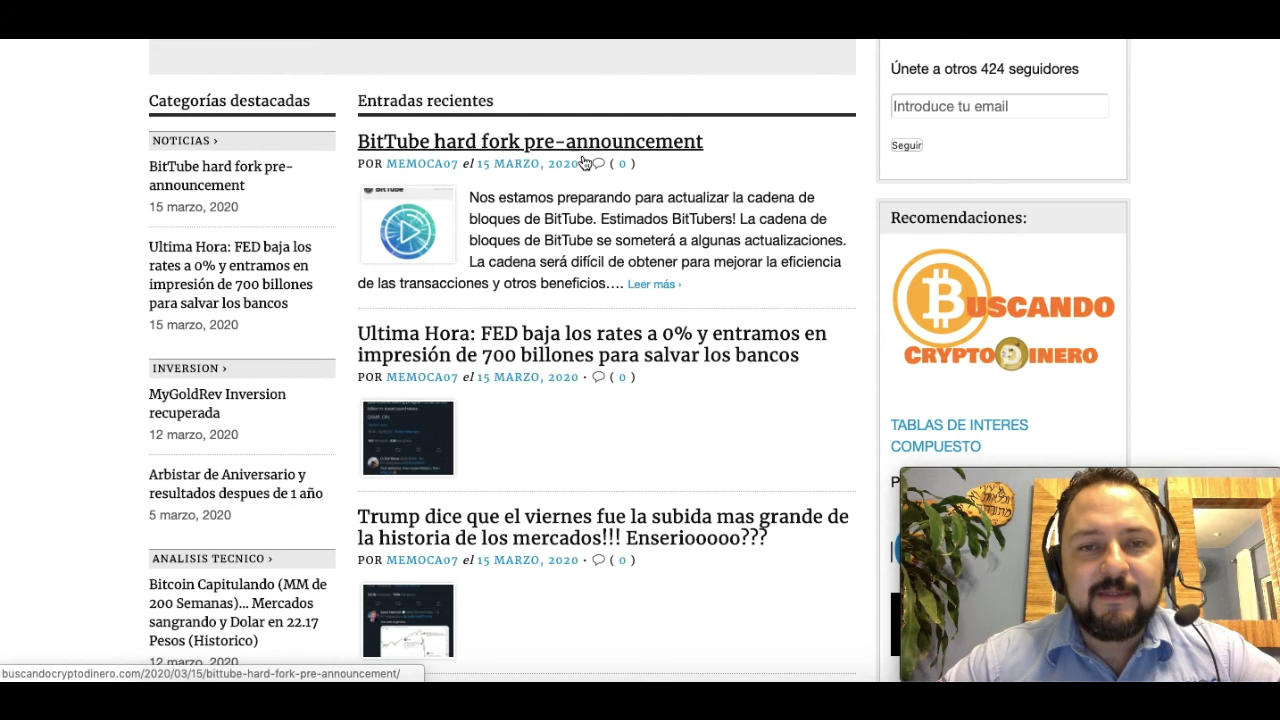 Categorías destacadas
NOTICIAS ›
BitTube hard fork pre-
announcement
15 marzo, 2020
Ultima Hora: FED baja los
rates a 0% y entramos en
impresión de 700 billones
para salvar los bancos
15 marzo, 2020
INVERSION ›
MyGoldRev Inversion
recuperada
12 marzo, 2020
Arbistar de Aniversario y
resultados despues de 1 año
5 marzo, 2020
ANALISIS TECNICO ›
Bitcoin Capitulando (MM de
200 Semanas)... Mercados
sangrando y Dolar en 22.17
Pesos (Historico)
12 marzo, 2020
Entradas recientes
BitTube hard fork pre-announcement
POR MEMOCA07 el 15 MARZO, 2020 ( 0 )
BitTube
Nos estamos preparando para actualizar la cadena de
bloques de BitTube. Estimados BitTubers! La cadena de
bloques de BitTube se someterá a algunas actualizaciones.
La cadena será difícil de obtener para mejorar la eficiencia
de las transacciones y otros beneficios…. Leer más ›
Ultima Hora: FED baja los rates a 0% y entramos en
impresión de 700 billones para salvar los bancos
POR MEMOCA07 el 15 MARZO, 2020 • ( 0 )
Trump dice que el viernes fue la subida mas grande de
la historia de los mercados!!! Enseriooooo???
POR MEMOCA07 el 15 MARZO, 2020 • ( 0 )
Únete a otros 424 seguidores
Introduce tu email
Seguir
Recomendaciones:
BUSCANDO
CRYPTODINERO
TABLAS DE INTERES
COMPUESTO
buscandocryptodinero.com/2020/03/15/bittube-hard-fork-pre-announcement/